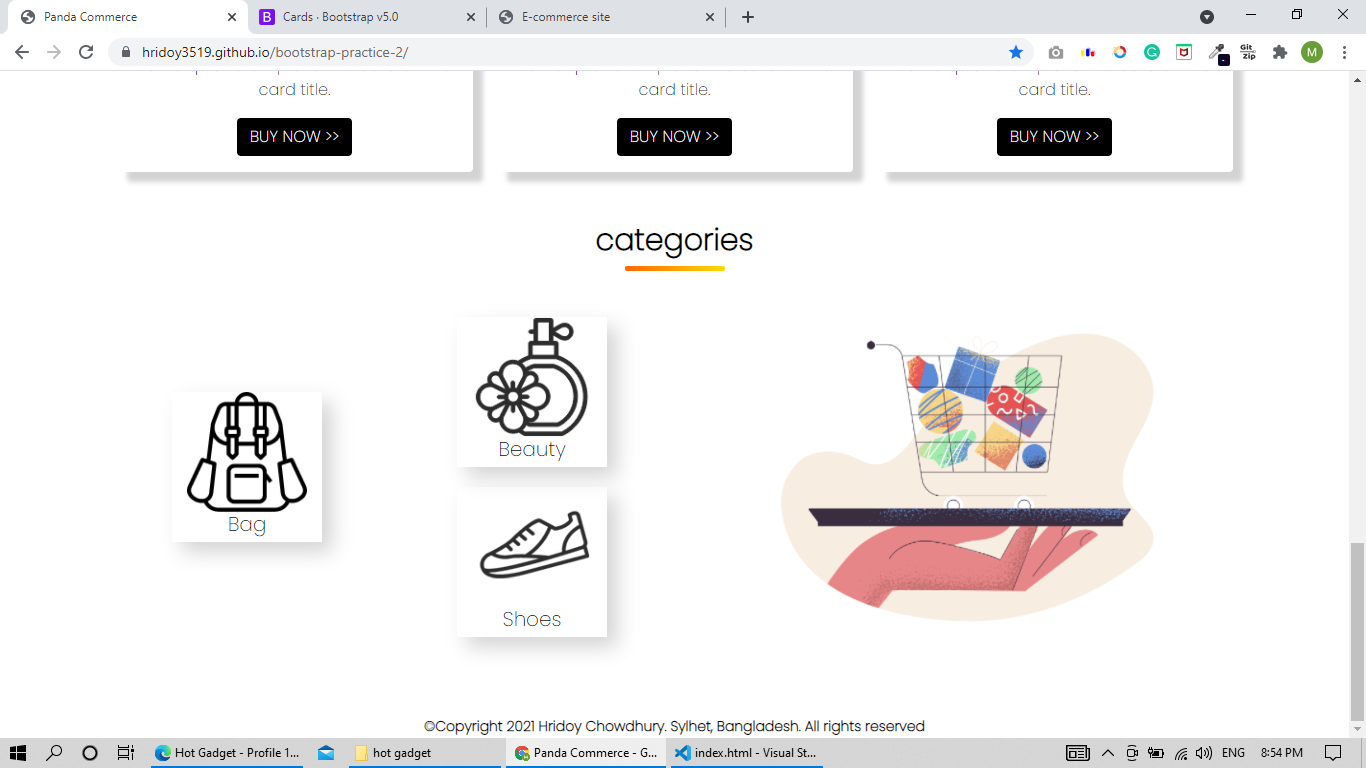 Panda Commerce
Cards · Bootstrap v5.0
E-commerce site
hridoy3519.github.io/bootstrap-practice-2/
Git
Zip
M
card title.
card title.
card title.
BUY NOW >>
BUY NOW >>
BUY NOW >>
categories
Beauty
Bag
Shoes
©Copyright 2021 Hridoy Chowdhury. Sylhet, Bangladesh. All rights reserved
Hot Gadget - Profile 1...
hot gadget
Panda Commerce - G...
index.html - Visual St...
ENG
8:54 PM